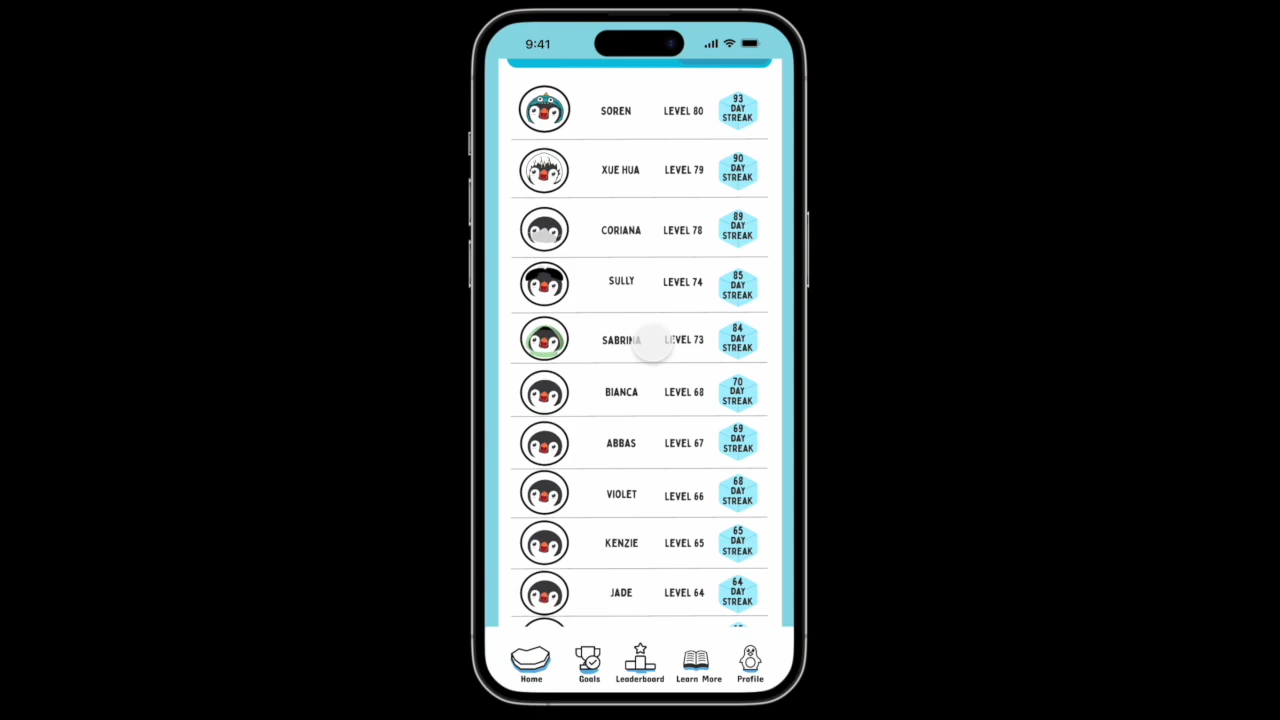 9:41
SOREN LEVEL 80 93 DAY STREAK
XUE HUA LEVEL 79 90 DAY STREAK
CORIANA LEVEL 78 89 DAY STREAK
SULLY LEVEL 74 85 DAY STREAK
SABRINA LEVEL 73 84 DAY STREAK
BIANCA LEVEL 68 70 DAY STREAK
ABBAS LEVEL 67 69 DAY STREAK
VIOLET LEVEL 66 68 DAY STREAK
KENZIE LEVEL 65 65 DAY STREAK
JADE LEVEL 64 64 DAY STREAK
Home Goals Leaderboard Learn More Profile